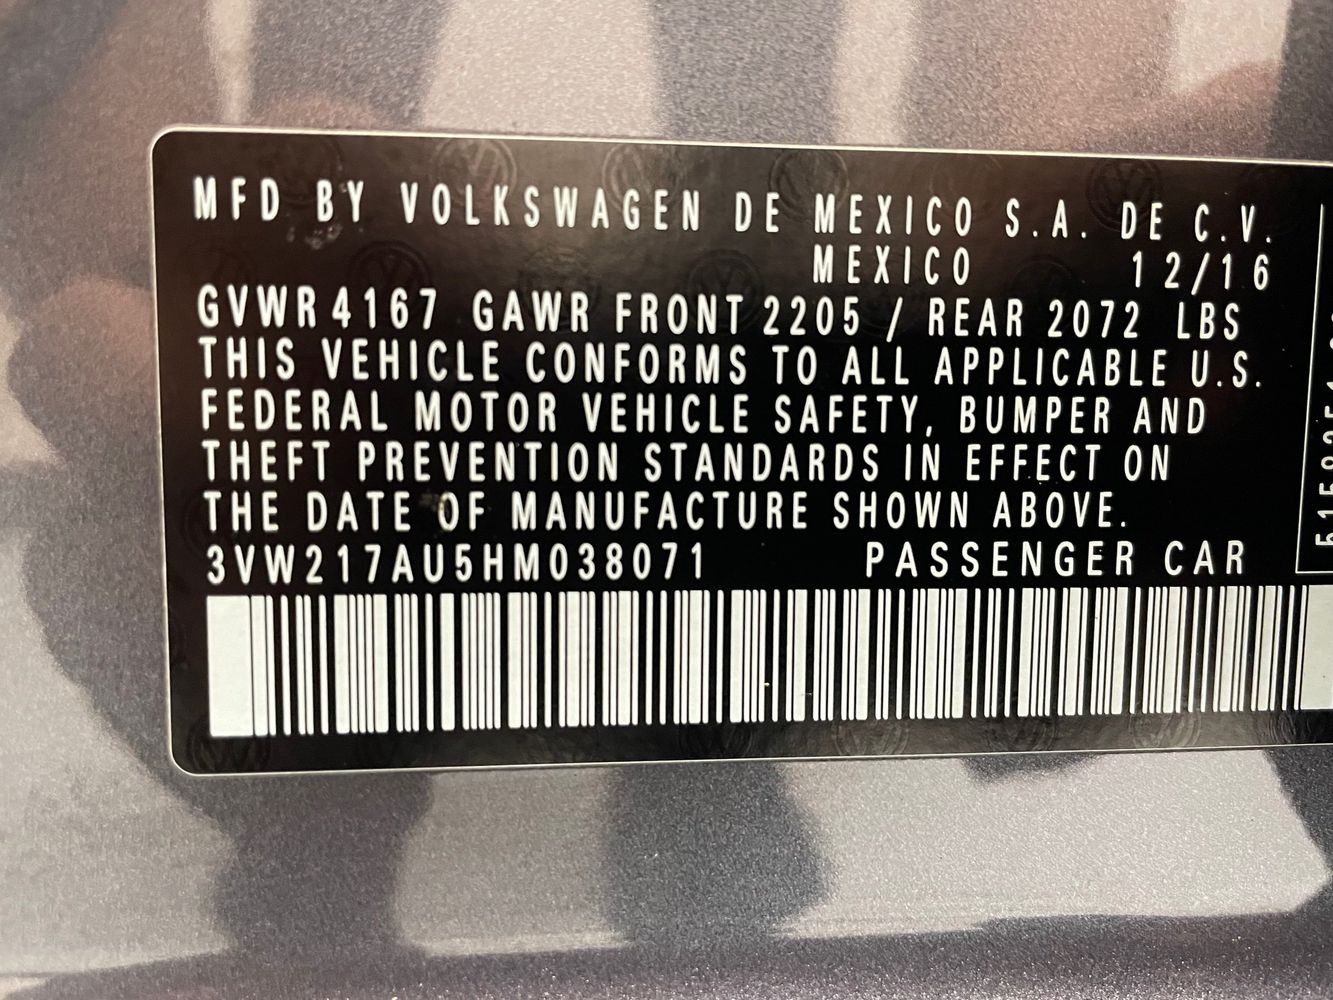 MFD BY VOLKSWAGEN DE MEXICO S.A. DE C.V.
MEXICO 12/16
GVWR 4167 GAWR FRONT 2205 / REAR 2072 LBS
THIS VEHICLE CONFORMS TO ALL APPLICABLE U.S.
FEDERAL MOTOR VEHICLE SAFETY, BUMPER AND
THEFT PREVENTION STANDARDS IN EFFECT ON
THE DATE OF MANUFACTURE SHOWN ABOVE.
3VW217AU5HM038071 PASSENGER CAR